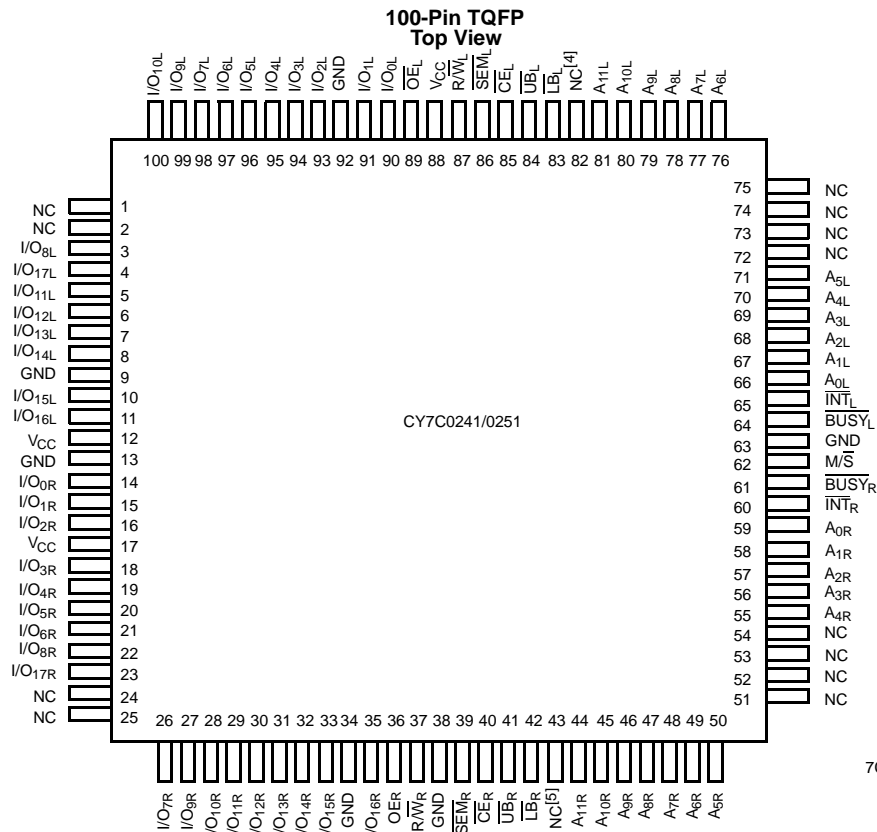 100-Pin TQFP
Top View
I/O10L I/O9L I/O7L I/O6L I/O5L I/O4L I/O3L I/O2L GND I/O1L I/O0L OEL VCC R/WL SEML CEL UBL LBL NC[4] A11L A10L A9L A8L A7L A6L
100 99 98 97 96 95 94 93 92 91 90 89 88 87 86 85 84 83 82 81 80 79 78 77 76
NC 1
NC 2
I/O8L 3
I/O17L 4
I/O11L 5
I/O12L 6
I/O13L 7
I/O14L 8
GND 9
I/O15L 10
I/O16L 11
VCC 12
GND 13
I/O0R 14
I/O1R 15
I/O2R 16
VCC 17
I/O3R 18
I/O4R 19
I/O5R 20
I/O6R 21
I/O8R 22
I/O17R 23
NC 24
NC 25
CY7C0241/0251
75 NC
74 NC
73 NC
72 NC
71 A5L
70 A4L
69 A3L
68 A2L
67 A1L
66 A0L
65 INTL
64 BUSYL
63 GND
62 M/S
61 BUSYR
60 INTR
59 A0R
58 A1R
57 A2R
56 A3R
55 A4R
54 NC
53 NC
52 NC
51 NC
26 27 28 29 30 31 32 33 34 35 36 37 38 39 40 41 42 43 44 45 46 47 48 49 50
I/O7R I/O9R I/O10R I/O11R I/O12R I/O13R I/O14R I/O15R GND I/O16R OER R/WR GND SEMR CER UBR LBR NC[5] A11R A10R A9R A8R A7R A6R A5R